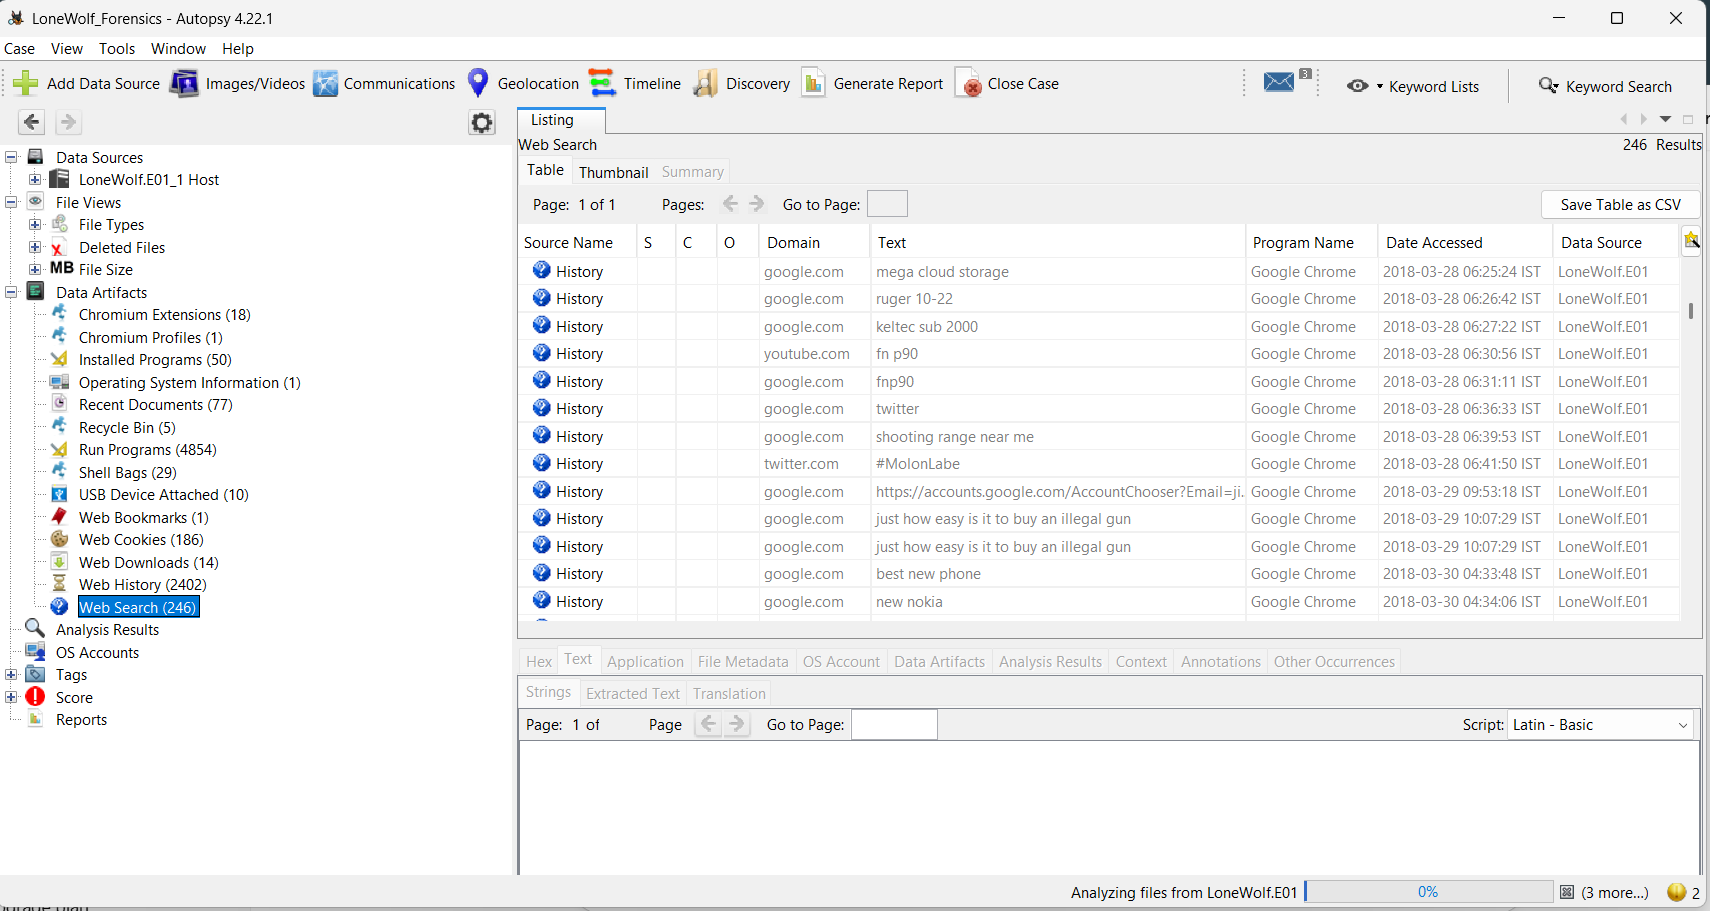 LoneWolf_Forensics - Autopsy 4.22.1
Case View Tools Window Help
Add Data Source Images/Videos Communications Geolocation Timeline Discovery Generate Report Close Case 3 Keyword Lists Keyword Search
Data Sources
LoneWolf.E01_1 Host
File Views
File Types
Deleted Files
MB File Size
Data Artifacts
Chromium Extensions (18)
Chromium Profiles (1)
Installed Programs (50)
Operating System Information (1)
Recent Documents (77)
Recycle Bin (5)
Run Programs (4854)
Shell Bags (29)
USB Device Attached (10)
Web Bookmarks (1)
Web Cookies (186)
Web Downloads (14)
Web History (2402)
Web Search (246)
Analysis Results
OS Accounts
Tags
Score
Reports
Listing
Web Search 246 Results
Table Thumbnail Summary
Page: 1 of 1 Pages: Go to Page: Save Table as CSV
Source Name S C O Domain Text Program Name Date Accessed Data Source
History google.com mega cloud storage Google Chrome 2018-03-28 06:25:24 IST LoneWolf.E01
History google.com ruger 10-22 Google Chrome 2018-03-28 06:26:42 IST LoneWolf.E01
History google.com keltec sub 2000 Google Chrome 2018-03-28 06:27:22 IST LoneWolf.E01
History youtube.com fn p90 Google Chrome 2018-03-28 06:30:56 IST LoneWolf.E01
History google.com fnp90 Google Chrome 2018-03-28 06:31:11 IST LoneWolf.E01
History google.com twitter Google Chrome 2018-03-28 06:36:33 IST LoneWolf.E01
History google.com shooting range near me Google Chrome 2018-03-28 06:39:53 IST LoneWolf.E01
History twitter.com #MolonLabe Google Chrome 2018-03-28 06:41:50 IST LoneWolf.E01
History google.com https://accounts.google.com/AccountChooser?Email=ji... Google Chrome 2018-03-29 09:53:18 IST LoneWolf.E01
History google.com just how easy is it to buy an illegal gun Google Chrome 2018-03-29 10:07:29 IST LoneWolf.E01
History google.com just how easy is it to buy an illegal gun Google Chrome 2018-03-29 10:07:29 IST LoneWolf.E01
History google.com best new phone Google Chrome 2018-03-30 04:33:48 IST LoneWolf.E01
History google.com new nokia Google Chrome 2018-03-30 04:34:06 IST LoneWolf.E01
Hex Text Application File Metadata OS Account Data Artifacts Analysis Results Context Annotations Other Occurrences
Strings Extracted Text Translation
Page: 1 of Page Go to Page: Script: Latin - Basic
Analyzing files from LoneWolf.E01 0% (3 more...) 2